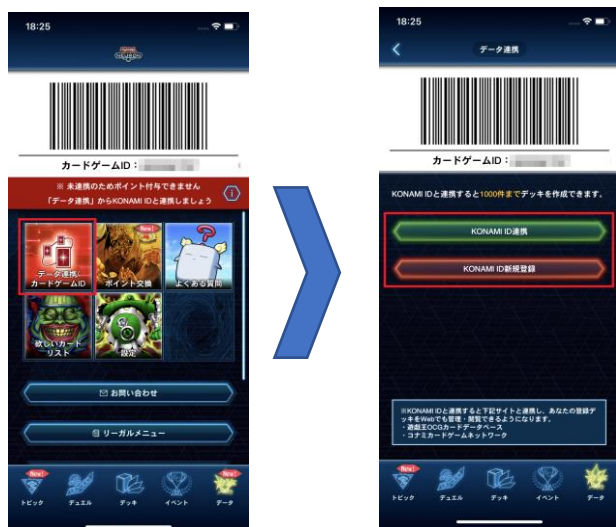 18:25
カードゲームID:
※ 未連携のためポイント付与できません
「データ連携」からKONAMI IDと連携しましょう
データ連携/
カードゲームID
New!
ポイント交換
よくある質問
欲しいカード
リスト
設定
お問い合わせ
リーガルメニュー
New!
New!
トピック
デュエル
デッキ
イベント
データ
18:25
データ連携
カードゲームID:
KONAMI IDと連携すると1000件までデッキを作成できます。
KONAMI ID連携
KONAMI ID新規登録
※KONAMI IDと連携すると下記サイトと連携し、あなたの登録デ
ッキをWebでも管理・閲覧できるようになります。
・遊戯王OCGカードデータベース
・コナミカードゲームネットワーク
New!
トピック
デュエル
デッキ
イベント
データ